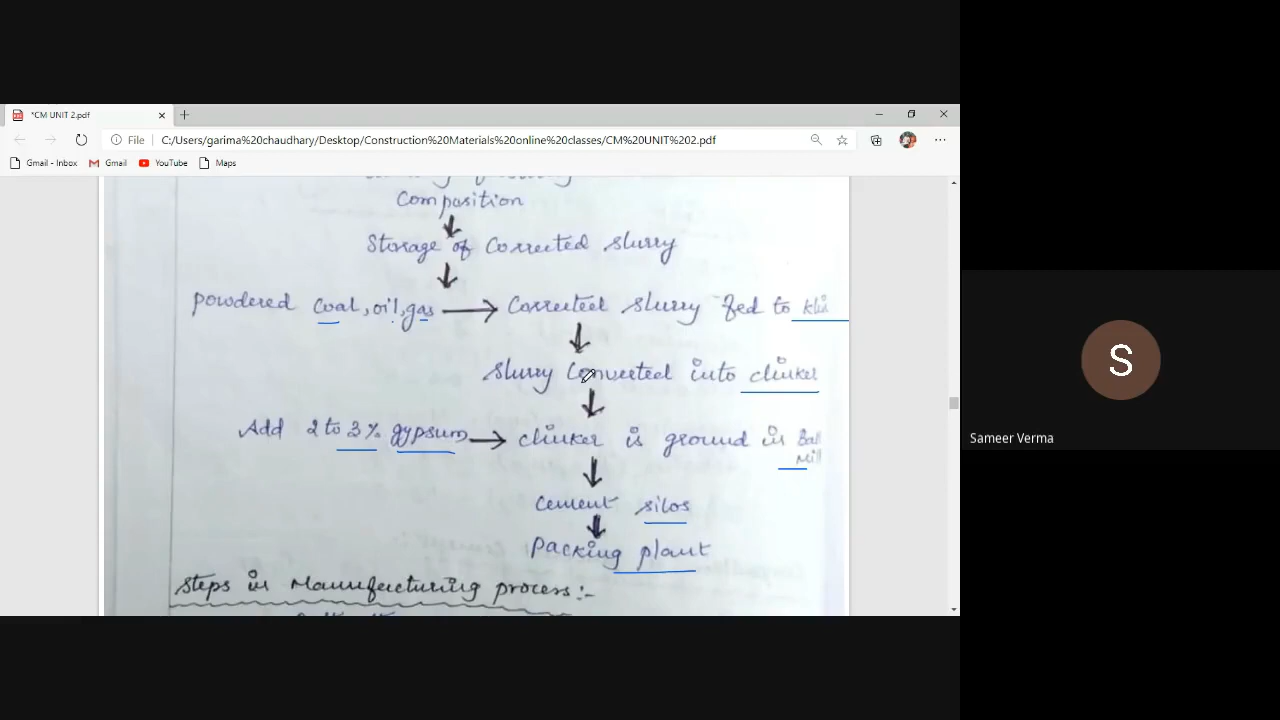 *CM UNIT 2.pdf
File C:/Users/garima%20chaudhary/Desktop/Construction%20Materials%20online%20classes/CM%20UNIT%202.pdf
Gmail - Inbox Gmail YouTube Maps
Composition
Storage of Corrected slurry
Powdered Coal, oil, gas → Corrected slurry fed to
Slurry Converted into clinker
Add 2 to 3% gypsum → clinker is ground in Ball
Mill
Cement silos
Packing plant
Steps in Manufacturing process:-
S
Sameer Verma